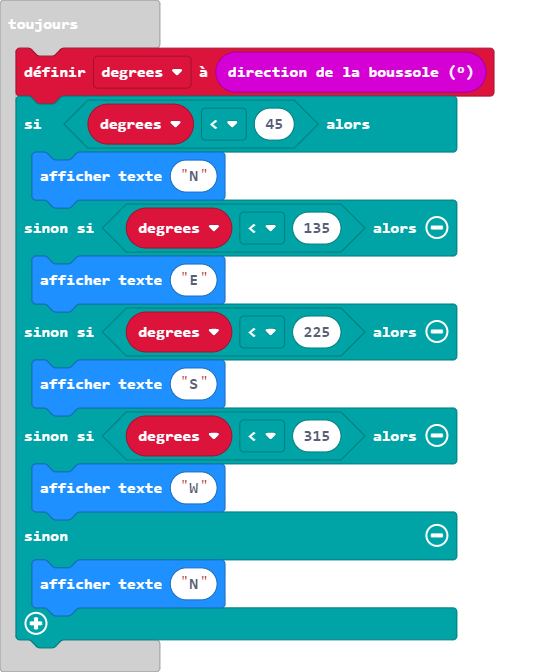 toujours
définir degrees à direction de la boussole (º)
si degrees < 45 alors
afficher texte "N"
sinon si degrees < 135 alors
afficher texte "E"
sinon si degrees < 225 alors
afficher texte "S"
sinon si degrees < 315 alors
afficher texte "W"
sinon
afficher texte "N"